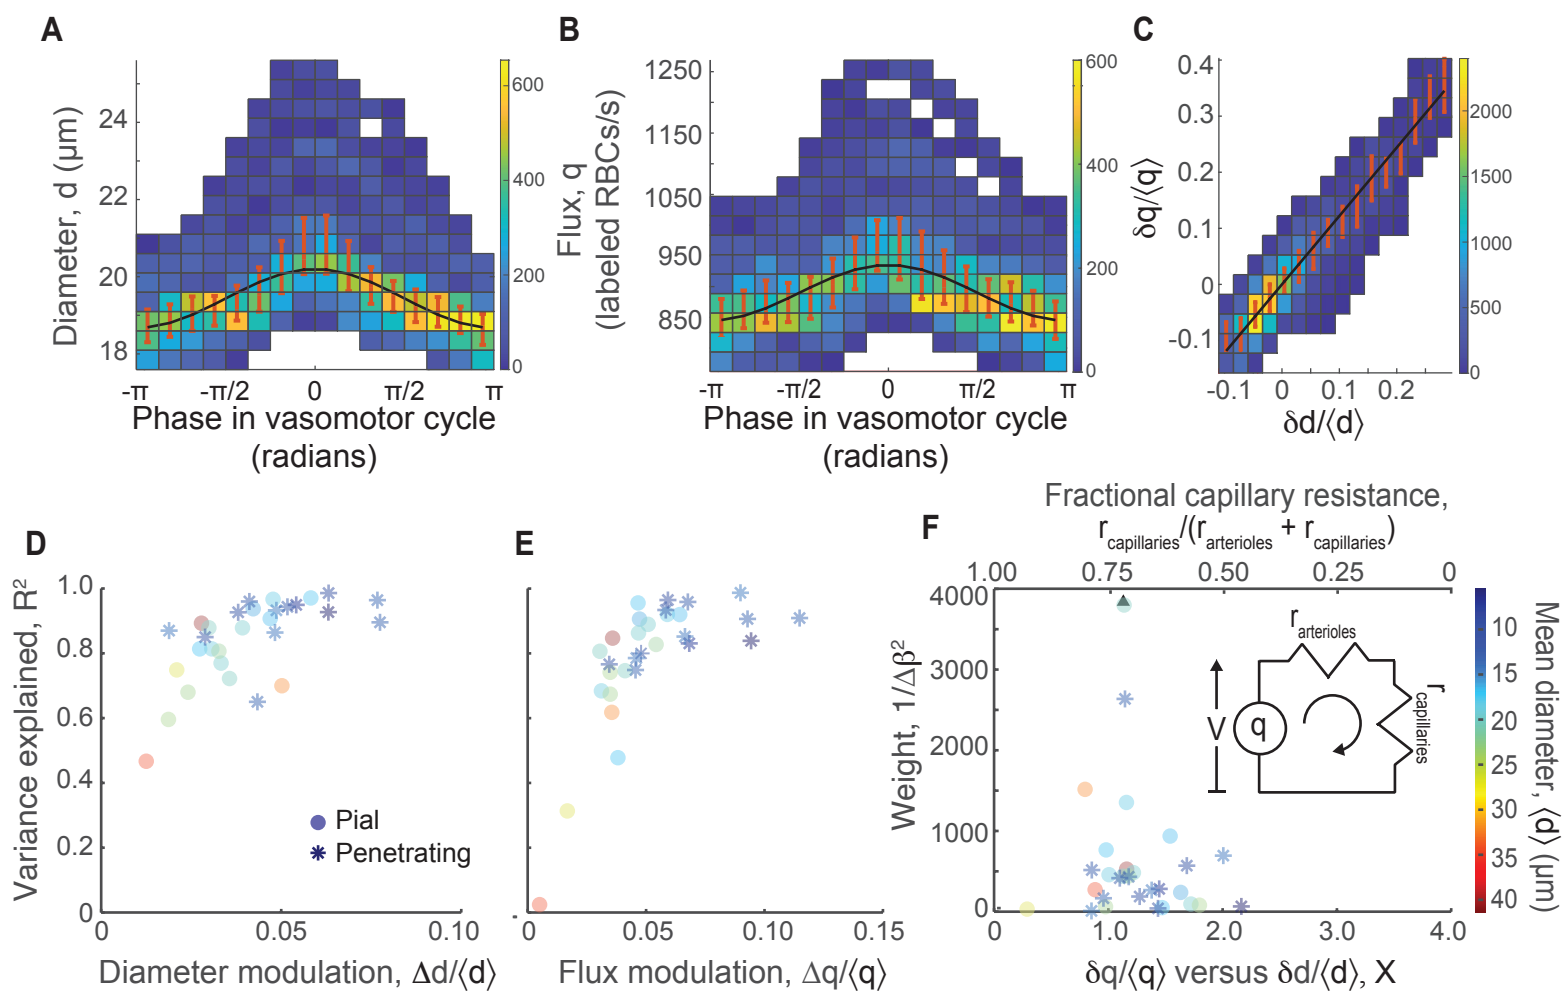 A
Diameter, d (μm)
24
22
20
18
-π
-π/2
0
π/2
π
Phase in vasomotor cycle
(radians)
600
400
200
0
B
Flux, q
(labeled RBCs/s)
1250
1150
1050
950
850
-π
-π/2
0
π/2
π
Phase in vasomotor cycle
(radians)
600
400
200
0
C
δq/⟨q⟩
0.4
0.3
0.2
0.1
0
-0.1
-0.1
0
0.1
0.2
δd/⟨d⟩
2000
1500
1000
500
0
D
Variance explained, R²
1.0
0.8
0.6
0.4
0.2
0
0
0.05
0.10
Diameter modulation, Δd/⟨d⟩
Pial
Penetrating
E
0
0.05
0.10
0.15
Flux modulation, Δq/⟨q⟩
F
Fractional capillary resistance,
r capillaries/(r arterioles + r capillaries)
1.00
0.75
0.50
0.25
0
Weight, 1/Δβ²
4000
3000
2000
1000
0
0
1.0
2.0
3.0
4.0
δq/⟨q⟩ versus δd/⟨d⟩, X
r arterioles
r capillaries
V
q
Mean diameter, ⟨d⟩ (μm)
10
15
20
25
30
35
40